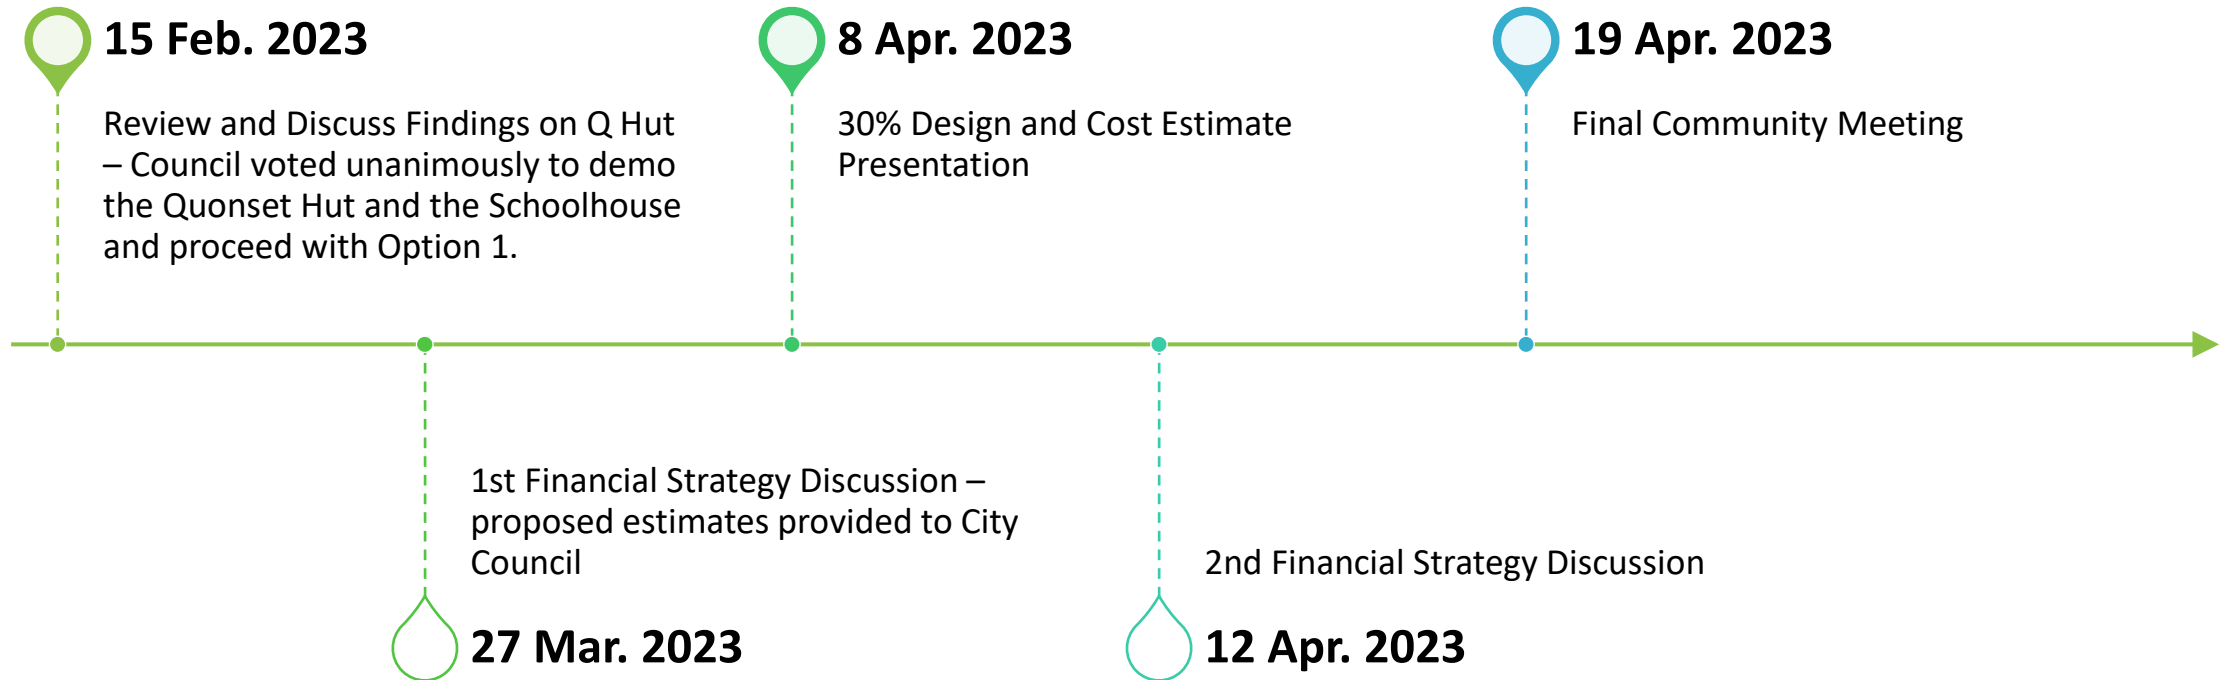 15 Feb. 2023
Review and Discuss Findings on Q Hut
– Council voted unanimously to demo
the Quonset Hut and the Schoolhouse
and proceed with Option 1.
1st Financial Strategy Discussion –
proposed estimates provided to City
Council
27 Mar. 2023
8 Apr. 2023
30% Design and Cost Estimate
Presentation
2nd Financial Strategy Discussion
12 Apr. 2023
19 Apr. 2023
Final Community Meeting